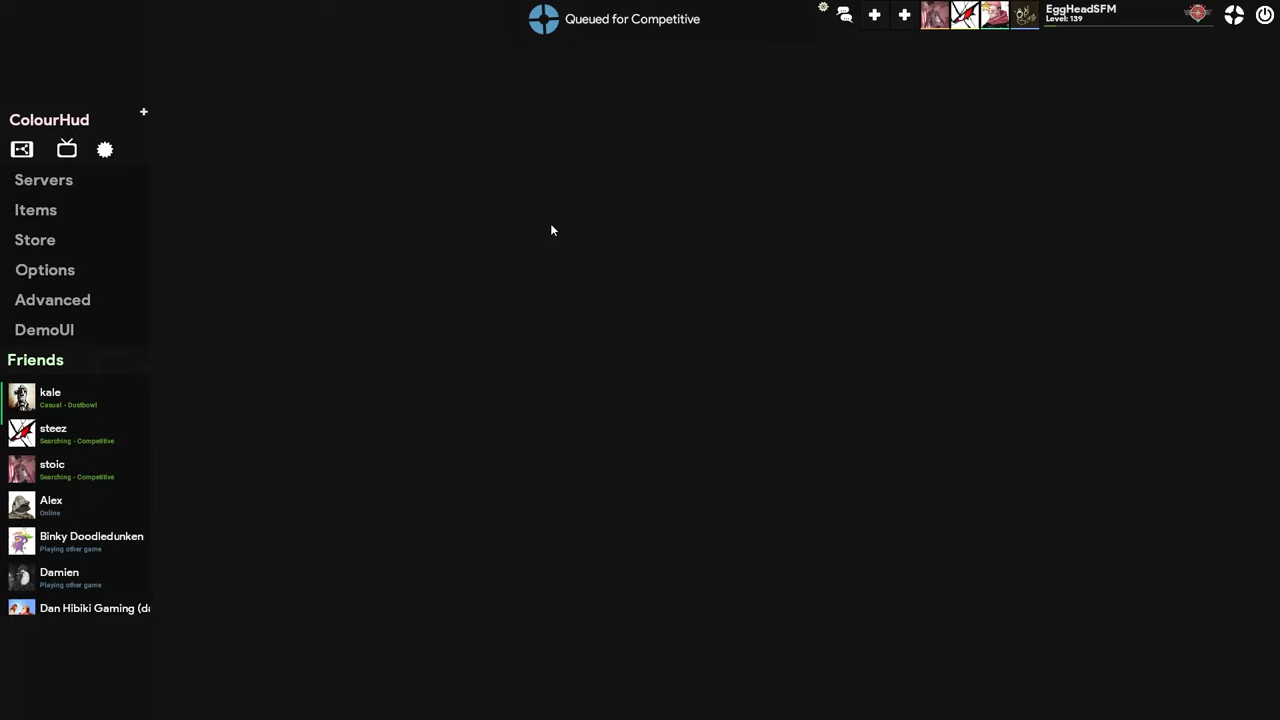 Queued for Competitive
EggHeadSFM
Level: 139
ColourHud
Servers
Items
Store
Options
Advanced
DemoUI
Friends
kale
Casual - Dustbowl
steez
Searching - Competitive
stoic
Searching - Competitive
Alex
Online
Binky Doodledunken
Playing other game
Damien
Playing other game
Dan Hibiki Gaming (da